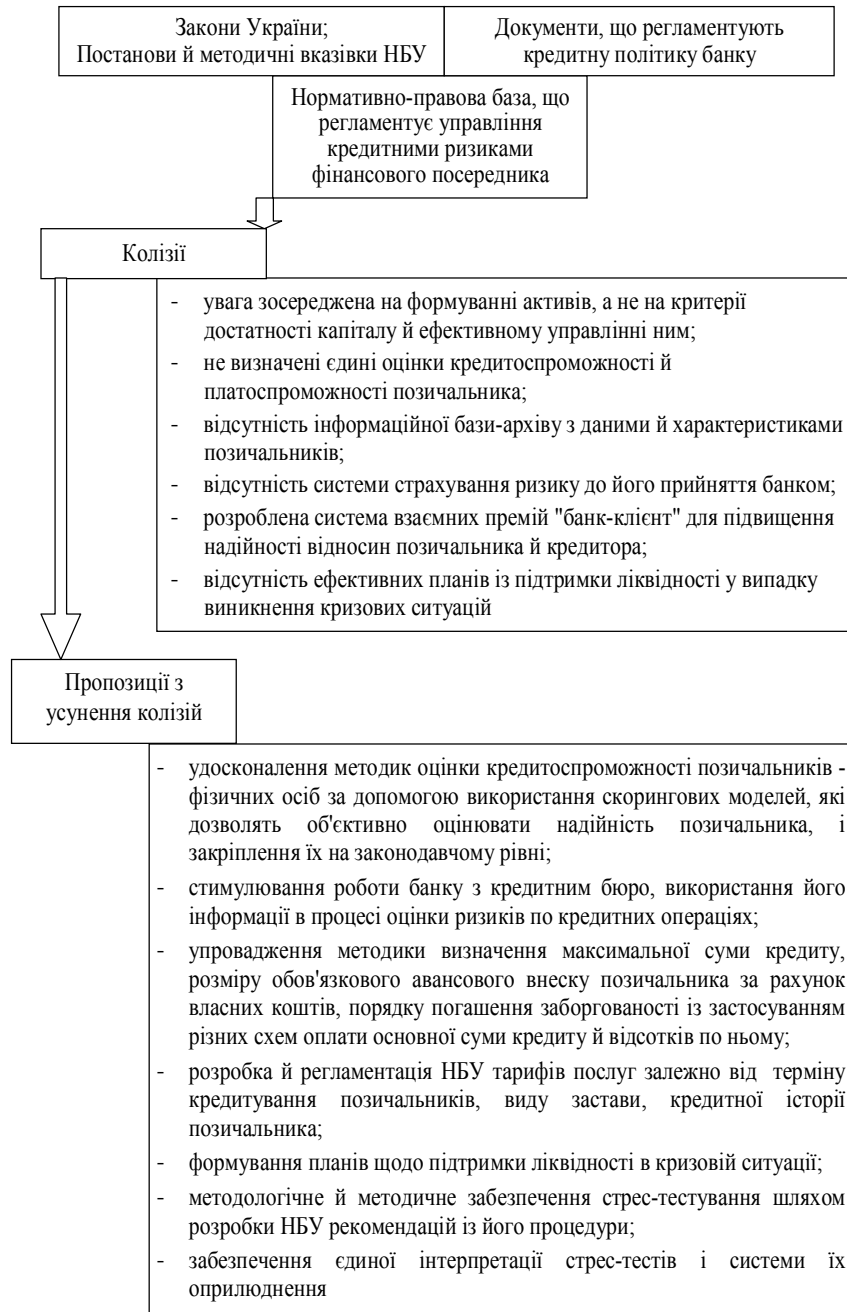 Закони України;
Постанови й методичні вказівки НБУ
Документи, що регламентують
кредитну політику банку
Нормативно-правова база, що
регламентує управління
кредитними ризиками
фінансового посередника
Колізії
- увага зосереджена на формуванні активів, а не на критерії
достатності капіталу й ефективному управлінні ним;
- не визначені єдині оцінки кредитоспроможності й
платоспроможності позичальника;
- відсутність інформаційної бази-архіву з даними й характеристиками
позичальників;
- відсутність системи страхування ризику до його прийняття банком;
- розроблена система взаємних премій "банк-клієнт" для підвищення
надійності відносин позичальника й кредитора;
- відсутність ефективних планів із підтримки ліквідності у випадку
виникнення кризових ситуацій
Пропозиції з
усунення колізій
- удосконалення методик оцінки кредитоспроможності позичальників -
фізичних осіб за допомогою використання скорингових моделей, які
дозволять об'єктивно оцінювати надійність позичальника, і
закріплення їх на законодавчому рівні;
- стимулювання роботи банку з кредитним бюро, використання його
інформації в процесі оцінки ризиків по кредитних операціях;
- упровадження методики визначення максимальної суми кредиту,
розміру обов'язкового авансового внеску позичальника за рахунок
власних коштів, порядку погашення заборгованості із застосуванням
різних схем оплати основної суми кредиту й відсотків по ньому;
- розробка й регламентація НБУ тарифів послуг залежно від терміну
кредитування позичальників, виду застави, кредитної історії
позичальника;
- формування планів щодо підтримки ліквідності в кризовій ситуації;
- методологічне й методичне забезпечення стрес-тестування шляхом
розробки НБУ рекомендацій із його процедури;
- забезпечення єдиної інтерпретації стрес-тестів і системи їх
оприлюднення